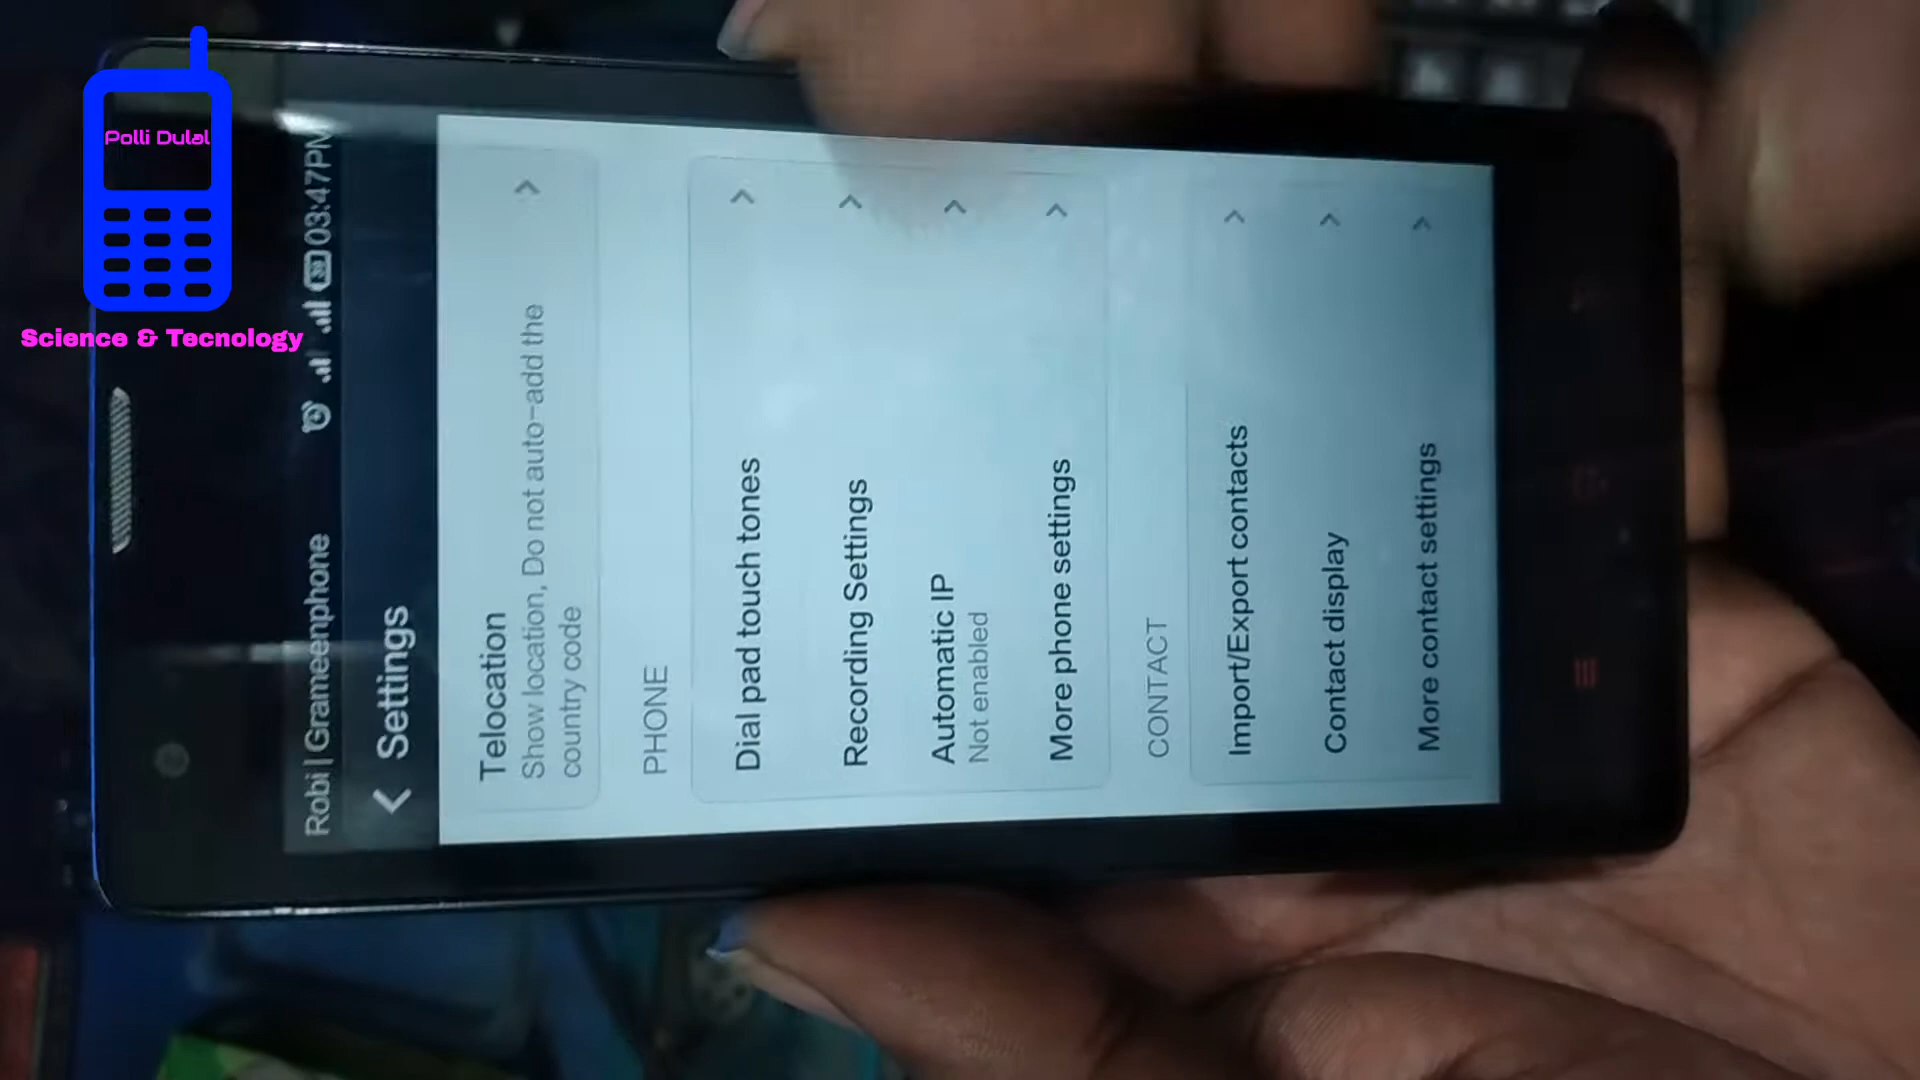 Polli Dulal
Science & Tecnology
Robi | Grameenphone
03:47PM
Settings
Telocation
Show location, Do not auto-add the
country code
PHONE
Dial pad touch tones
Recording Settings
Automatic IP
Not enabled
More phone settings
CONTACT
Import/Export contacts
Contact display
More contact settings